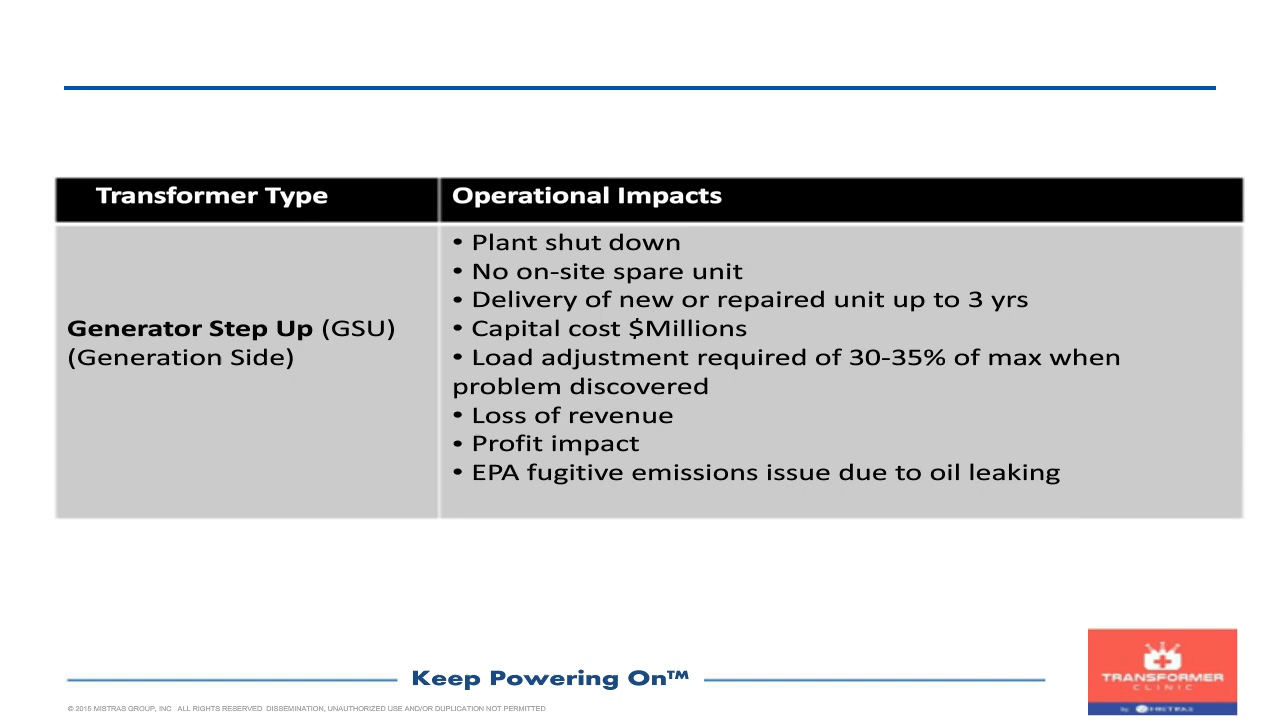 Transformer Type
Operational Impacts
Generator Step Up (GSU)
(Generation Side)
• Plant shut down
• No on-site spare unit
• Delivery of new or repaired unit up to 3 yrs
• Capital cost $Millions
• Load adjustment required of 30-35% of max when
problem discovered
• Loss of revenue
• Profit impact
• EPA fugitive emissions issue due to oil leaking
Keep Powering On™
TRANSFORMER
CLINIC
by MISTRAS
© 2015 MISTRAS GROUP, INC ALL RIGHTS RESERVED DISSEMINATION, UNAUTHORIZED USE AND/OR DUPLICATION NOT PERMITTED